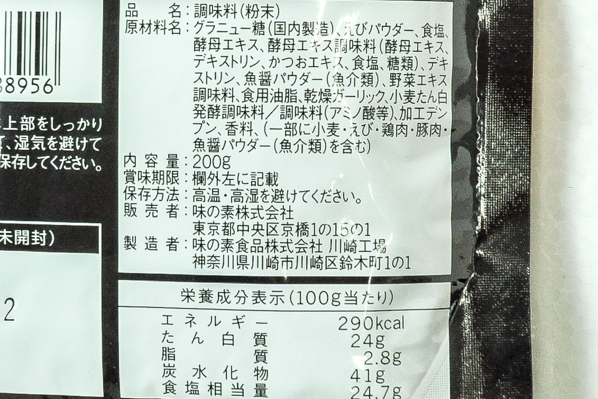 品名:調味料(粉末)
原材料名:グラニュー糖(国内製造)、えびパウダー、食塩、
酵母エキス、酵母エキス調味料(酵母エキス、
デキストリン、かつおエキス、食塩、糖類)、デキ
ストリン、魚醤パウダー(魚介類)、野菜エキス
調味料、食用油脂、乾燥ガーリック、小麦たん白
発酵調味料/調味料(アミノ酸等)、加工デン
プン、香料、(一部に小麦・えび・鶏肉・豚肉・
魚醤パウダー(魚介類)を含む)
内容量:200g
賞味期限:欄外左に記載
保存方法:高温・高湿を避けてください。
販売者:味の素株式会社
東京都中央区京橋1の15の1
製造者:味の素食品株式会社 川崎工場
神奈川県川崎市川崎区鈴木町1の1
栄養成分表示(100g当たり)
エネルギー 290kcal
たん白質 24g
脂質 2.8g
炭水化物 41g
食塩相当量 24.7g
38956
上部をしっかり
、湿気を避けて
保存してください。
未開封)
2